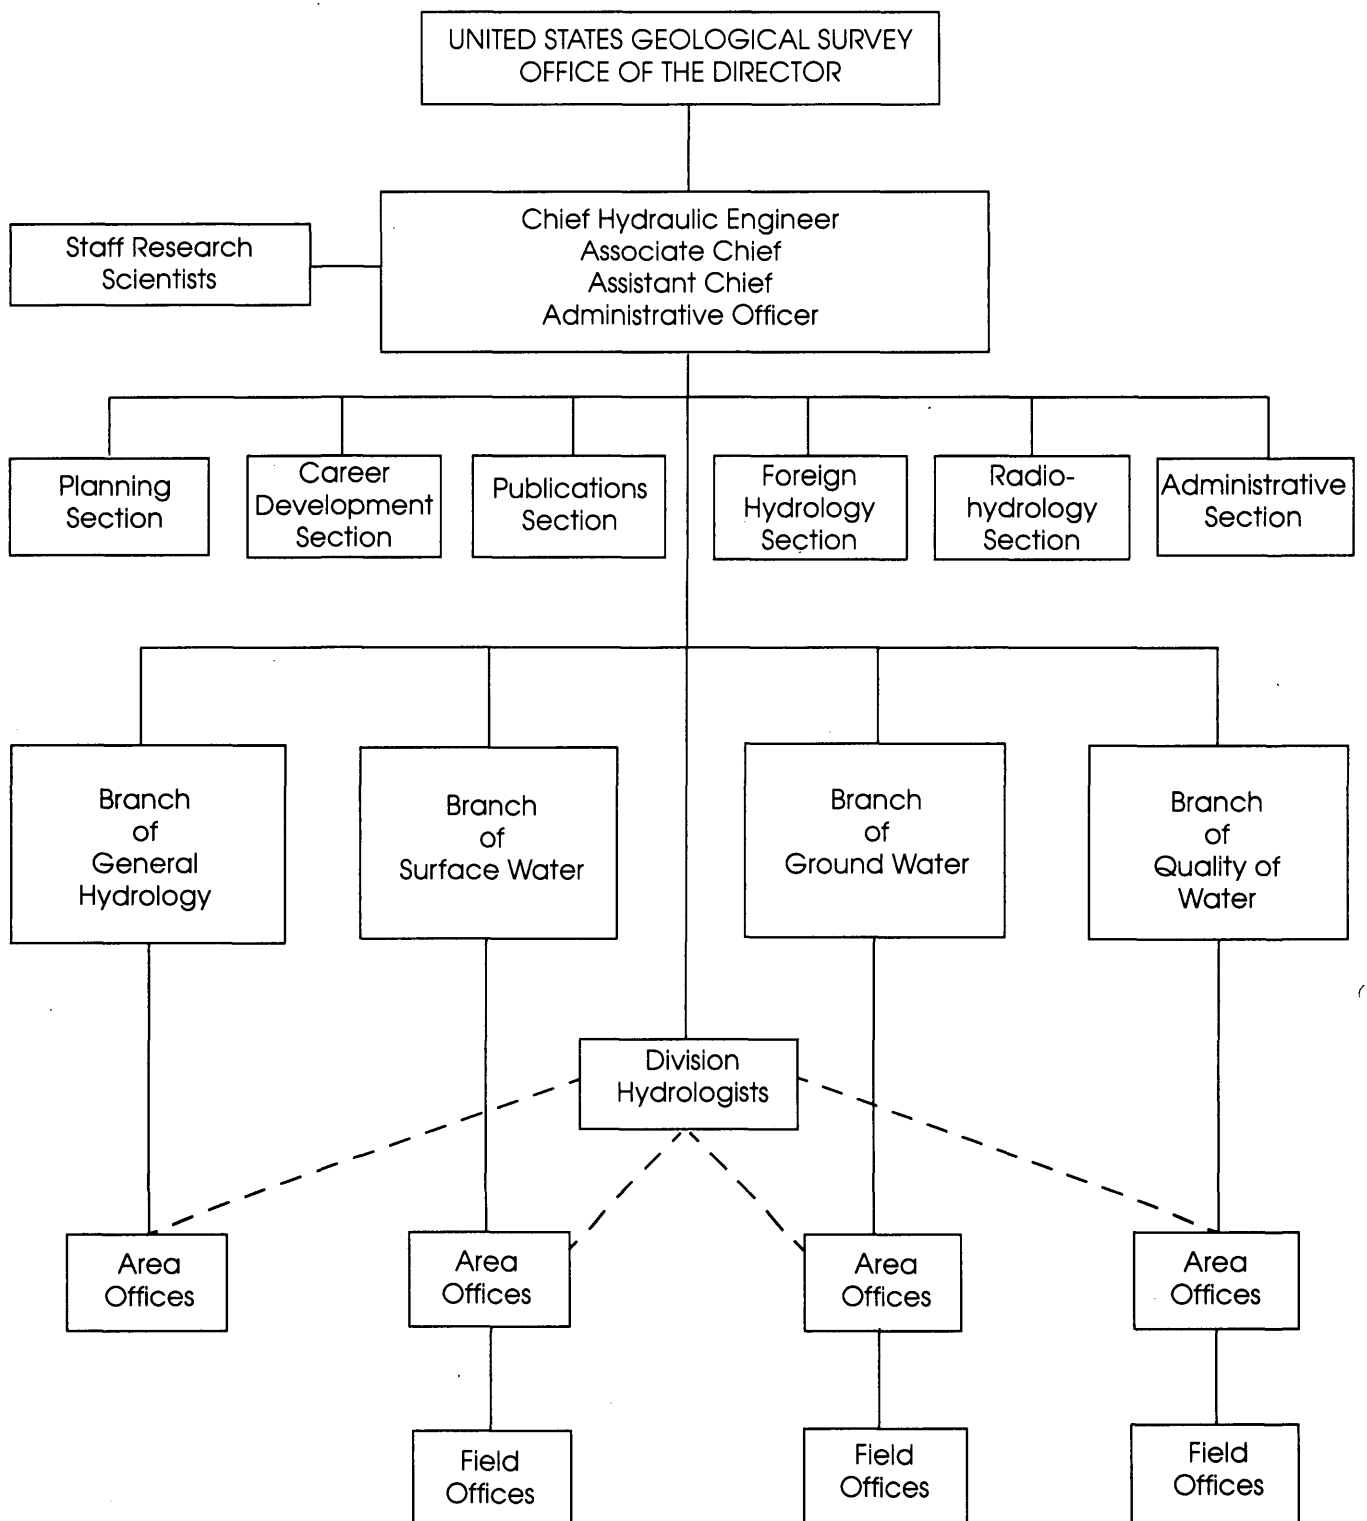 UNITED STATES GEOLOGICAL SURVEY
OFFICE OF THE DIRECTOR
Chief Hydraulic Engineer
Associate Chief
Assistant Chief
Administrative Officer
Staff Research
Scientists
Planning
Section
Career
Development
Section
Publications
Section
Foreign
Hydrology
Section
Radio-
hydrology
Section
Administrative
Section
Branch
of
General
Hydrology
Branch
of
Surface Water
Branch
of
Ground Water
Branch
of
Quality of
Water
Division
Hydrologists
Area
Offices
Area
Offices
Area
Offices
Area
Offices
Field
Offices
Field
Offices
Field
Offices